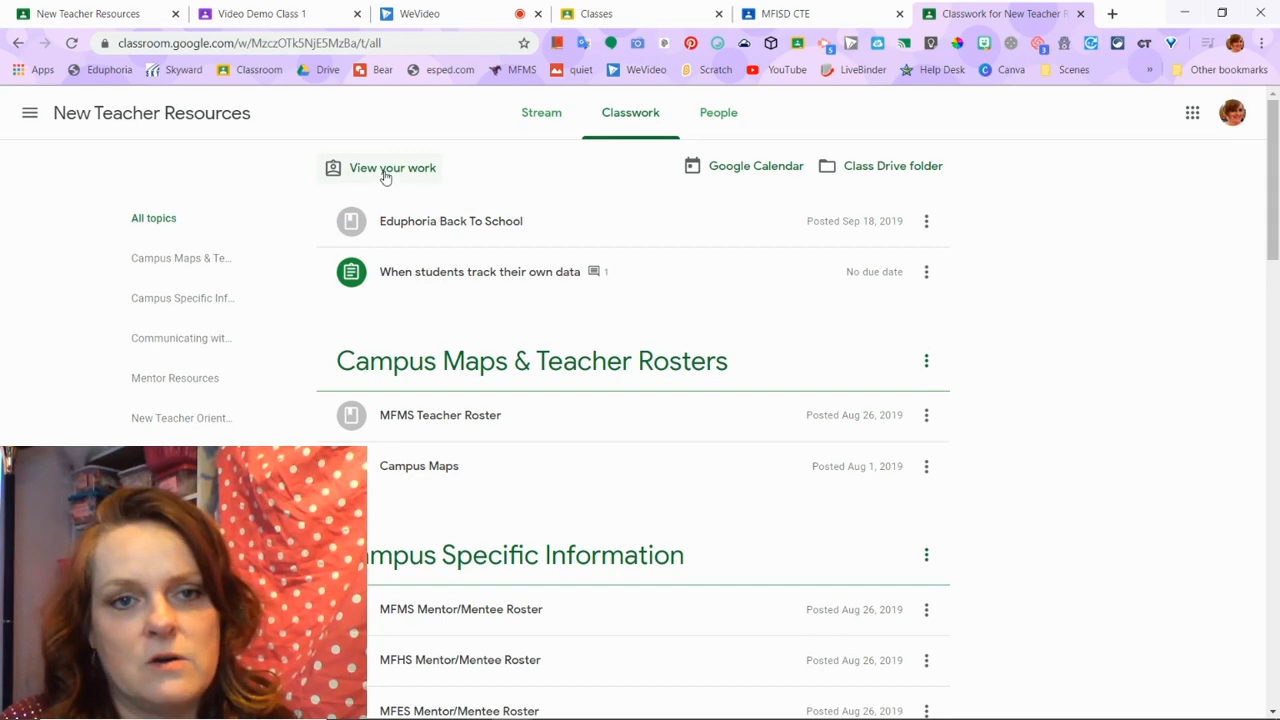 New Teacher Resources
Video Demo Class 1
WeVideo
Classes
MFISD CTE
Classwork for New Teacher R
classroom.google.com/w/MzczOTk5NjE5MzBa/t/all
Apps
Eduphoria
Skyward
Classroom
Drive
Bear
esped.com
MFMS
quiet
WeVideo
Scratch
YouTube
LiveBinder
Help Desk
Canva
Scenes
»
Other bookmarks
New Teacher Resources
Stream
Classwork
People
View your work
Google Calendar
Class Drive folder
All topics
Campus Maps & Te...
Campus Specific Inf...
Communicating wit...
Mentor Resources
New Teacher Orient...
Eduphoria Back To School
Posted Sep 18, 2019
When students track their own data
1
No due date
Campus Maps & Teacher Rosters
MFMS Teacher Roster
Posted Aug 26, 2019
Campus Maps
Posted Aug 1, 2019
mpus Specific Information
MFMS Mentor/Mentee Roster
Posted Aug 26, 2019
MFHS Mentor/Mentee Roster
Posted Aug 26, 2019
MFES Mentor/Mentee Roster
Posted Aug 26, 2019